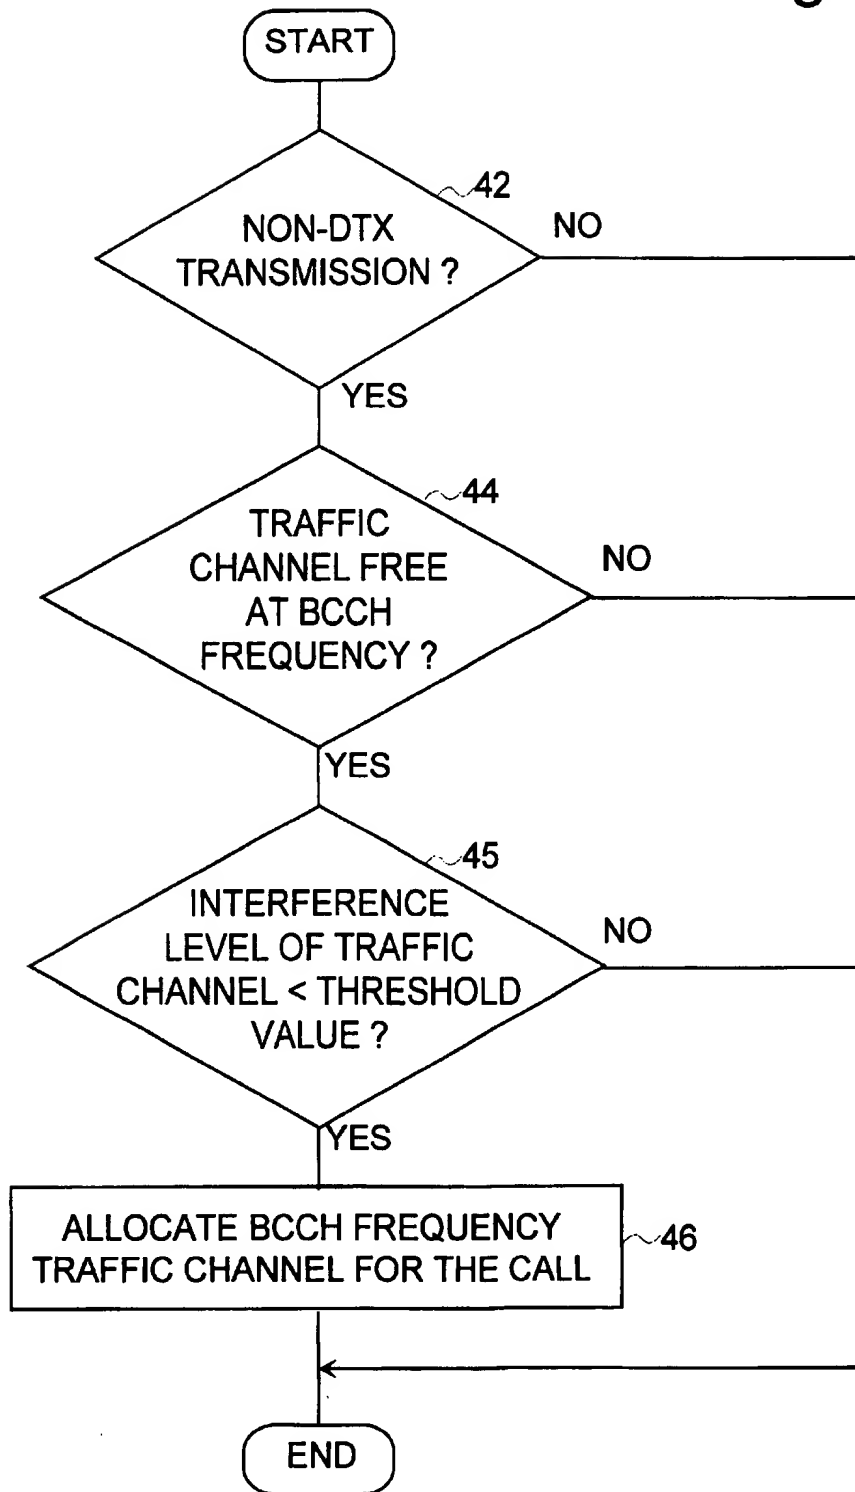 START
42
NON-DTX
TRANSMISSION ?
NO
YES
44
TRAFFIC
CHANNEL FREE
AT BCCH
FREQUENCY ?
NO
YES
45
INTERFERENCE
LEVEL OF TRAFFIC
CHANNEL < THRESHOLD
VALUE ?
NO
YES
ALLOCATE BCCH FREQUENCY
TRAFFIC CHANNEL FOR THE CALL
46
END